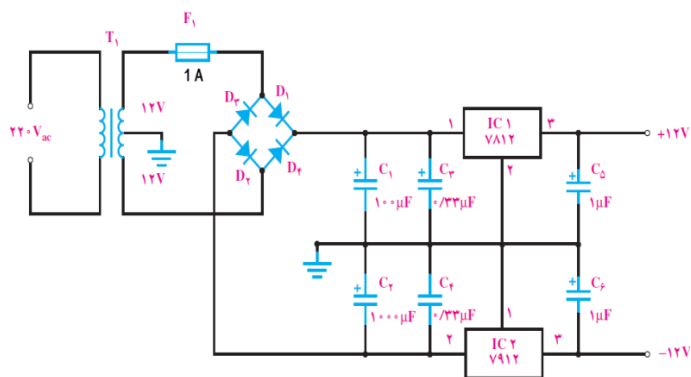 T۱
F۱
1A
۲۲۰Vac
۱۲V
۱۲V
D۳
D۱
D۲
D۴
۱
IC ۱
۷۸۱۲
۳
+۱۲V
۲
C۱
۱۰۰µF
C۳
۰/۳۳µF
C۵
۱µF
C۲
۱۰۰۰µF
C۴
۰/۳۳µF
C۶
۱µF
۱
۲
IC ۲
۷۹۱۲
۳
−۱۲V